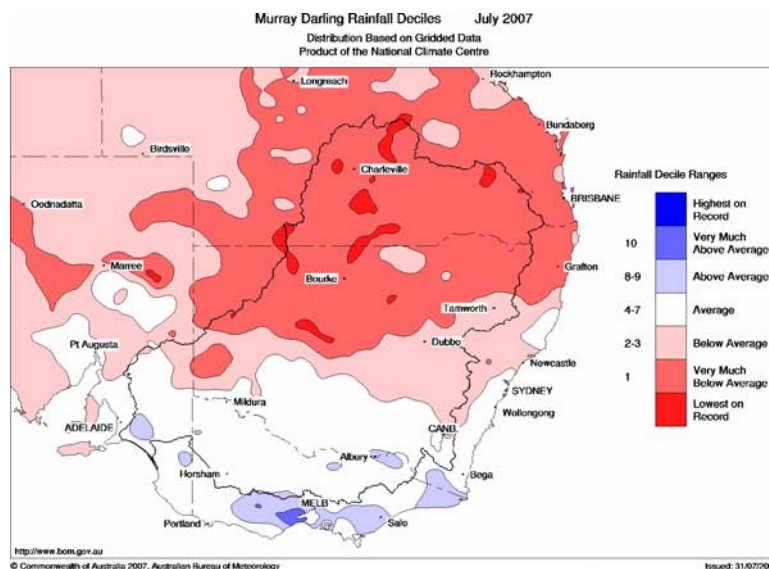 Murray Darling Rainfall Deciles July 2007
Distribution Based on Gridded Data
Product of the National Climate Centre
Rockhampton
Longreach
Bundaberg
Birdsville
Charleville
Rainfall Decile Ranges
Oodnadatta
BRISBANE
Highest on
Record
10
Very Much
Above Average
Marree
Grafton
Bourke
8-9
Above Average
Tamworth
4-7
Average
Pt Augusta
Dubbo
2-3
Below Average
Newcastle
1
Very Much
Below Average
SYDNEY
Mildura
Wollongong
Lowest on
Record
ADELAIDE
CANB.
Albury
Horsham
Bega
MELB
Portland
Sale
http://www.bom.gov.au
© Commonwealth of Australia 2007, Australian Bureau of Meteorology
Issued: 31/07/20